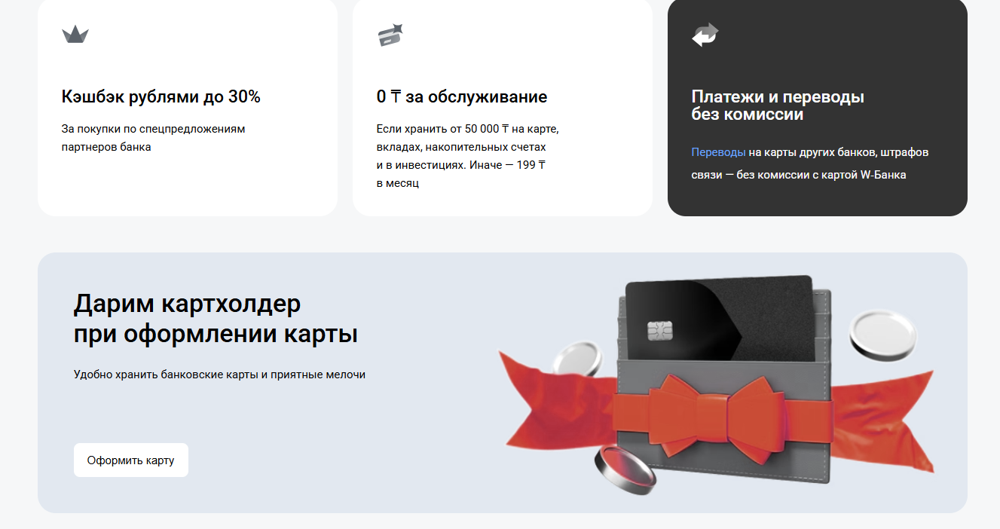 Кэшбэк рублями до 30%
За покупки по спецпредложениям
партнеров банка
0 ₸ за обслуживание
Если хранить от 50 000 ₸ на карте,
вкладах, накопительных счетах
и в инвестициях. Иначе — 199 ₸
в месяц
Платежи и переводы
без комиссии
Переводы на карты других банков, штрафов
связи — без комиссии с картой W-Банка
Дарим картхолдер
при оформлении карты
Удобно хранить банковские карты и приятные мелочи
Оформить карту